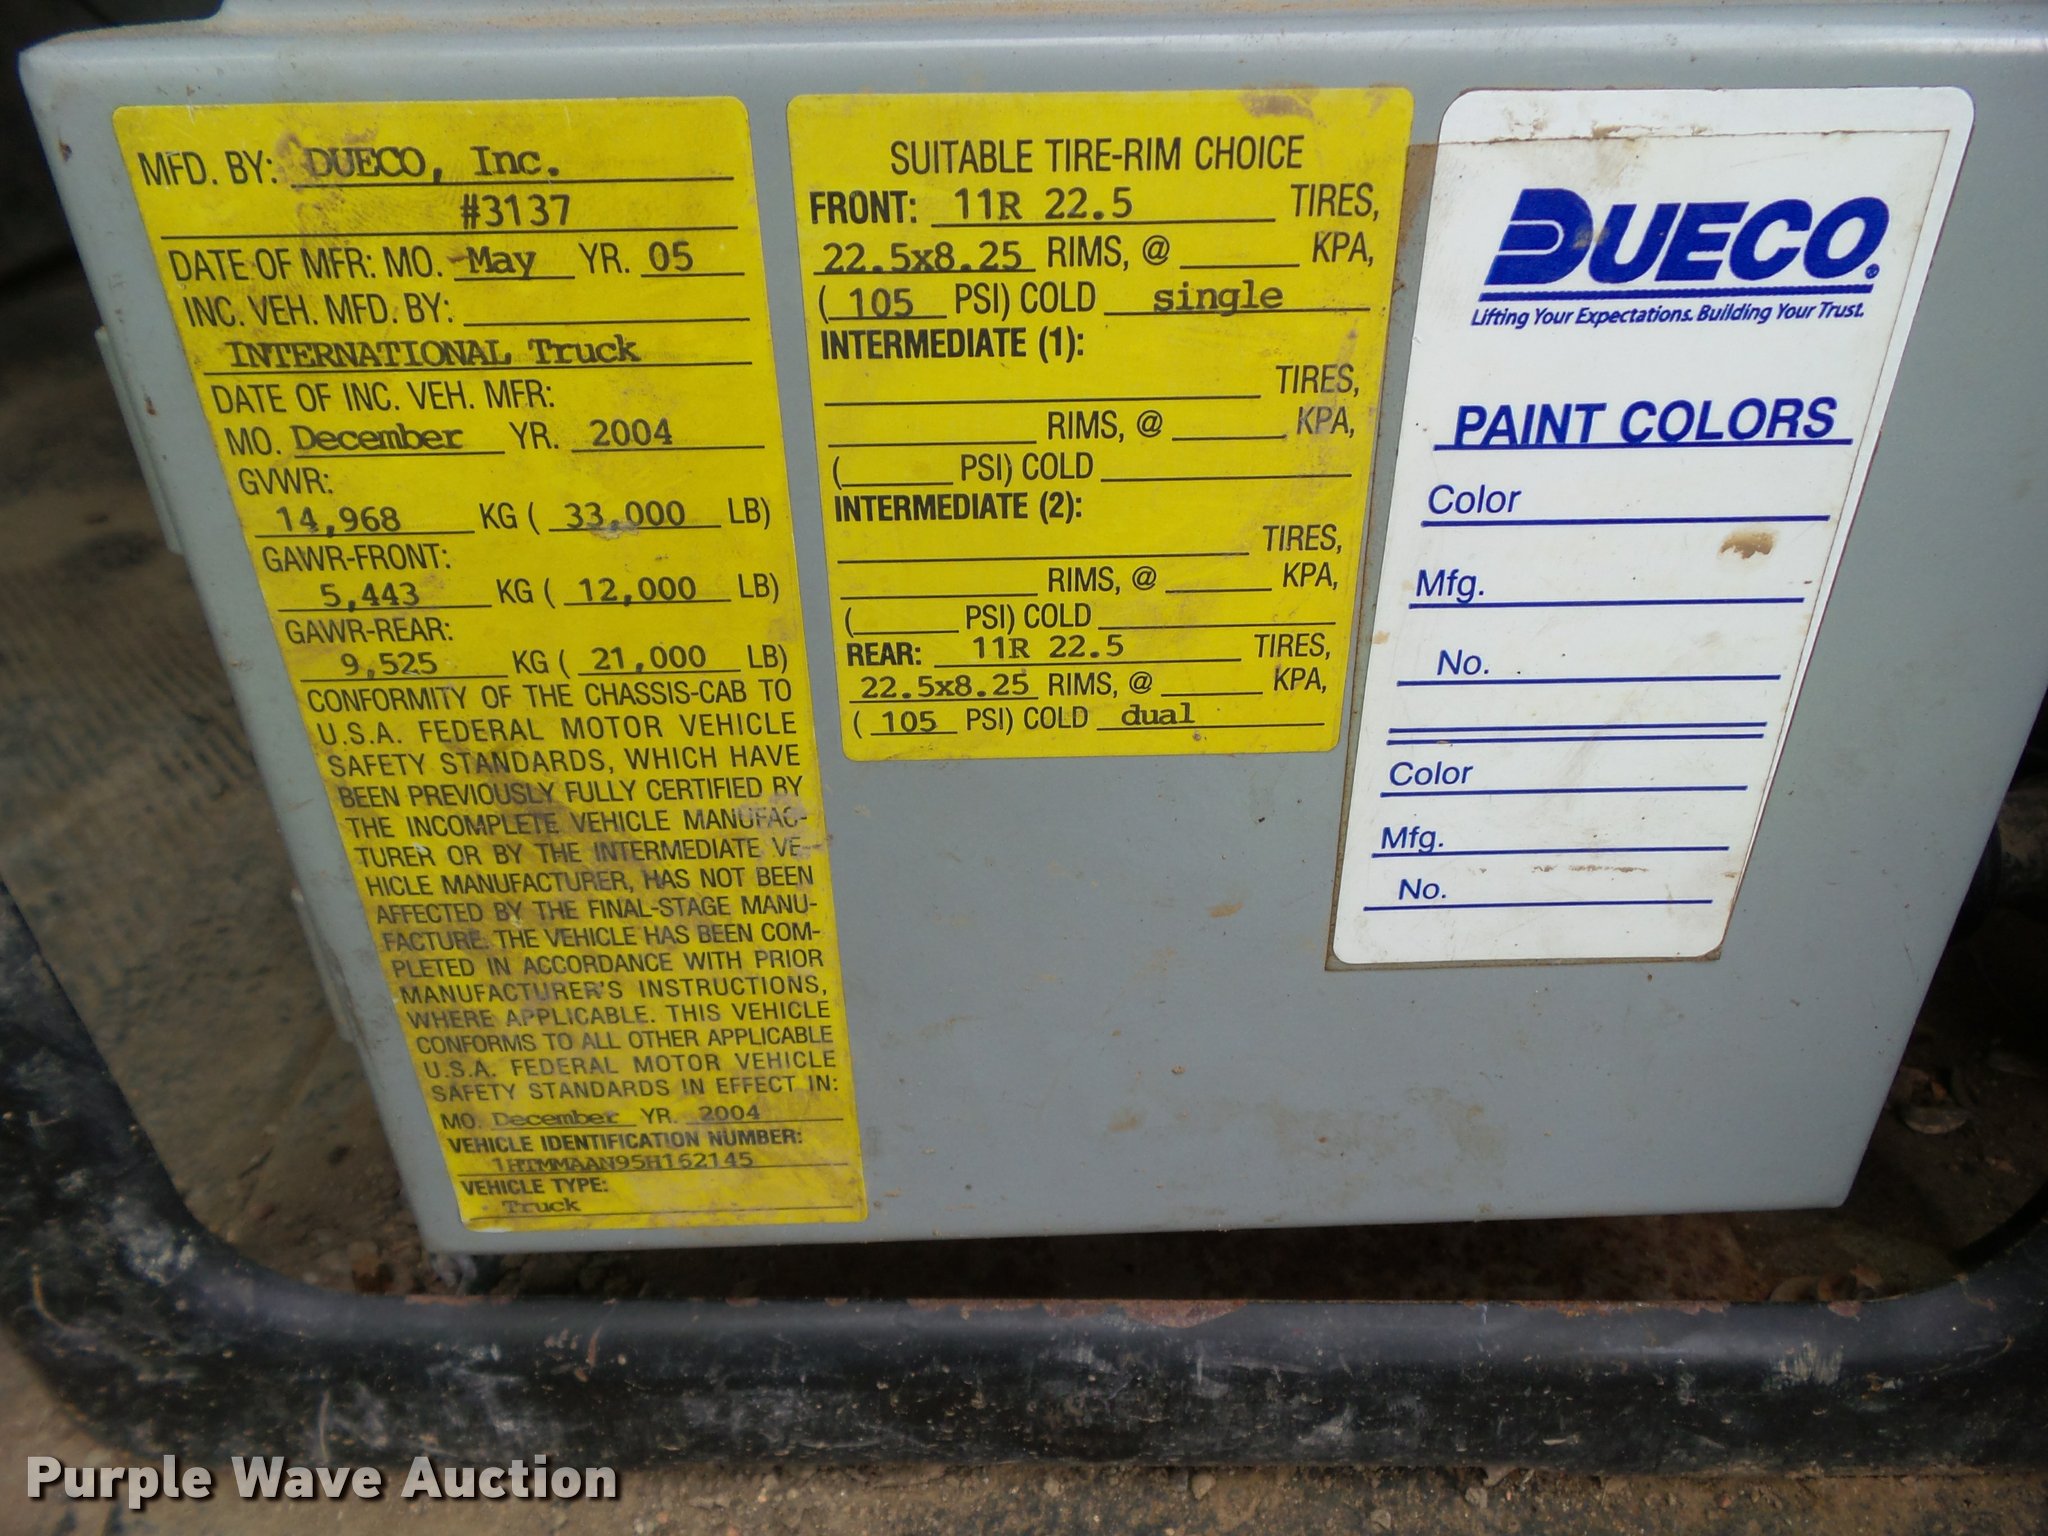 MFD. BY: DUECO, Inc.
#3137
DATE OF MFR: MO. May YR. 05
INC. VEH. MFD. BY:
INTERNATIONAL Truck
DATE OF INC. VEH. MFR:
MO. December YR. 2004
GVWR:
14,968 KG ( 33,000 LB)
GAWR-FRONT:
5,443 KG ( 12,000 LB)
GAWR-REAR:
9,525 KG ( 21,000 LB)
CONFORMITY OF THE CHASSIS-CAB TO
U.S.A. FEDERAL MOTOR VEHICLE
SAFETY STANDARDS, WHICH HAVE
BEEN PREVIOUSLY FULLY CERTIFIED BY
THE INCOMPLETE VEHICLE MANUFAC-
TURER OR BY THE INTERMEDIATE VE-
HICLE MANUFACTURER, HAS NOT BEEN
AFFECTED BY THE FINAL-STAGE MANU-
FACTURE. THE VEHICLE HAS BEEN COM-
PLETED IN ACCORDANCE WITH PRIOR
MANUFACTURER'S INSTRUCTIONS,
WHERE APPLICABLE. THIS VEHICLE
CONFORMS TO ALL OTHER APPLICABLE
U.S.A. FEDERAL MOTOR VEHICLE
SAFETY STANDARDS IN EFFECT IN:
MO. December YR. 2004
VEHICLE IDENTIFICATION NUMBER:
1HTMMAAN95H162145
VEHICLE TYPE:
Truck
SUITABLE TIRE-RIM CHOICE
FRONT: 11R 22.5 TIRES,
22.5x8.25 RIMS, @ KPA,
( 105 PSI) COLD single
INTERMEDIATE (1):
TIRES,
RIMS, @ KPA,
( PSI) COLD
INTERMEDIATE (2):
TIRES,
RIMS, @ KPA,
( PSI) COLD
REAR: 11R 22.5 TIRES,
22.5x8.25 RIMS, @ KPA,
( 105 PSI) COLD dual
DUECO®
Lifting Your Expectations. Building Your Trust.
PAINT COLORS
Color
Mfg.
No.
Color
Mfg.
No.
Purple Wave Auction